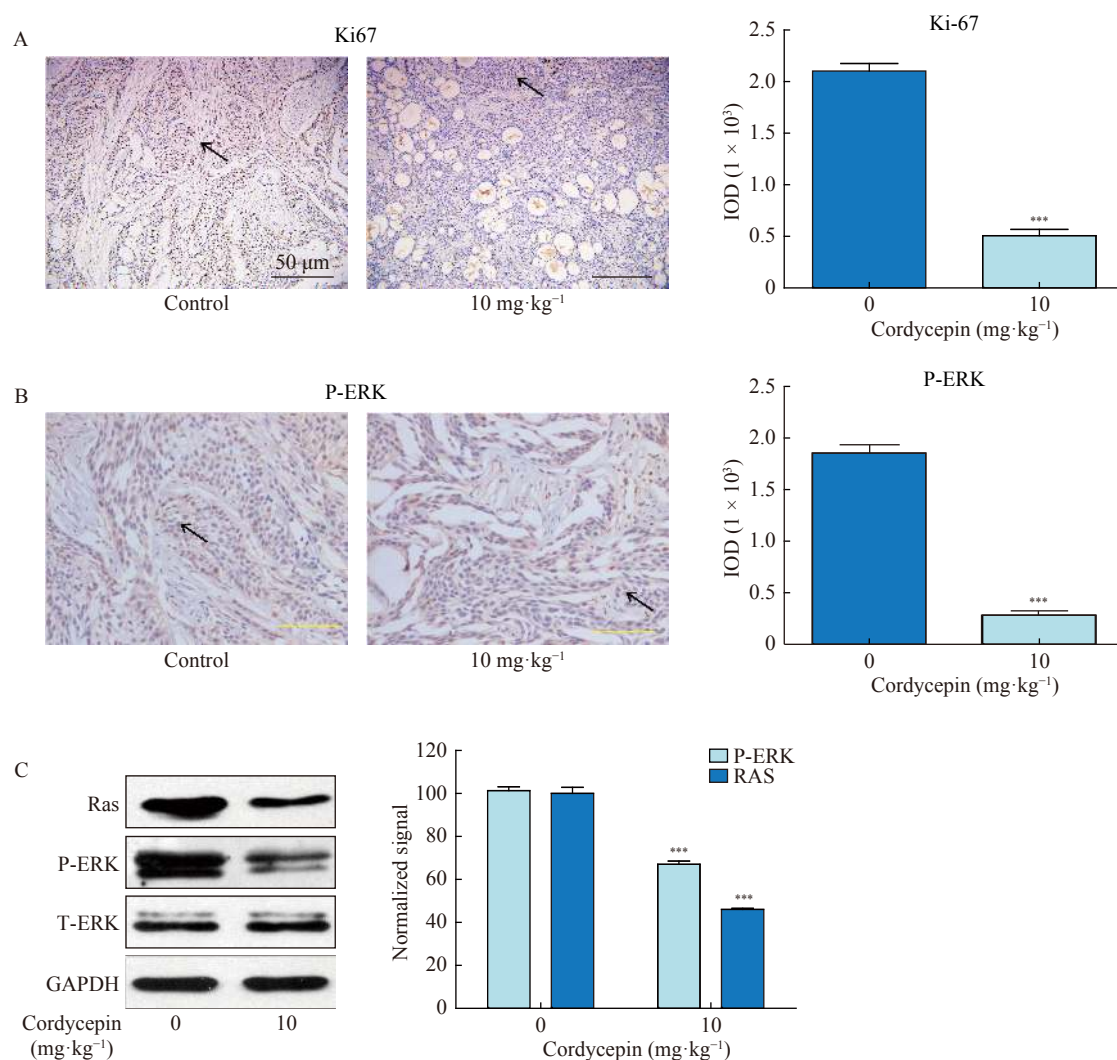 A
Ki67
50 μm
Control
10 mg·kg⁻¹
Ki-67
IOD (1 × 10³)
2.5
2.0
1.5
1.0
0.5
0
***
0
10
Cordycepin (mg·kg⁻¹)
B
P-ERK
Control
10 mg·kg⁻¹
P-ERK
IOD (1 × 10³)
2.5
2.0
1.5
1.0
0.5
0
***
0
10
Cordycepin (mg·kg⁻¹)
C
Ras
P-ERK
T-ERK
GAPDH
Cordycepin
(mg·kg⁻¹)
0
10
P-ERK
RAS
Normalized signal
120
100
80
60
40
20
0
***
***
0
10
Cordycepin (mg·kg⁻¹)